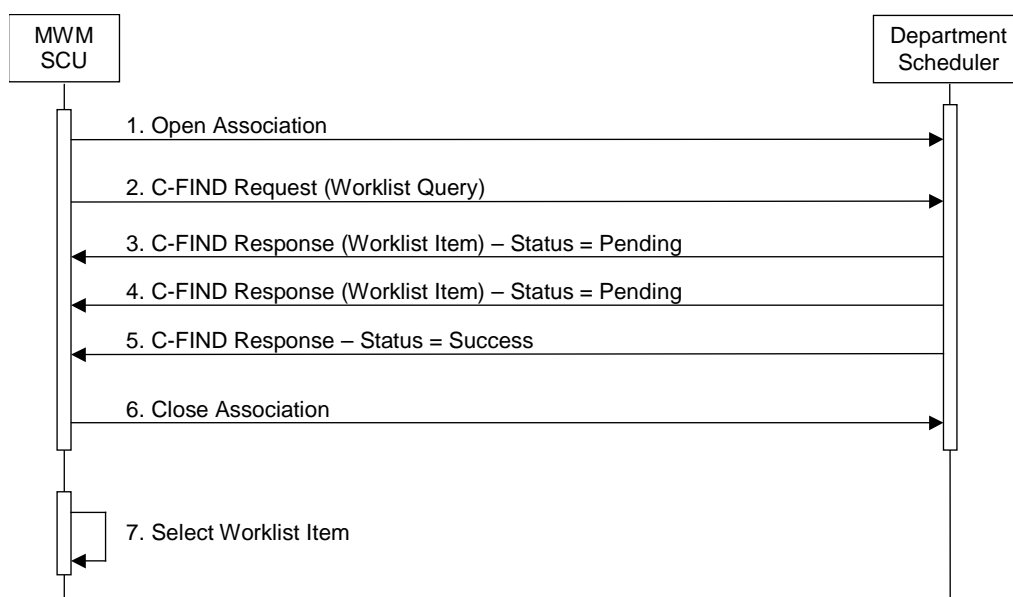 MWM
SCU
Department
Scheduler
1. Open Association
2. C-FIND Request (Worklist Query)
3. C-FIND Response (Worklist Item) – Status = Pending
4. C-FIND Response (Worklist Item) – Status = Pending
5. C-FIND Response – Status = Success
6. Close Association
7. Select Worklist Item